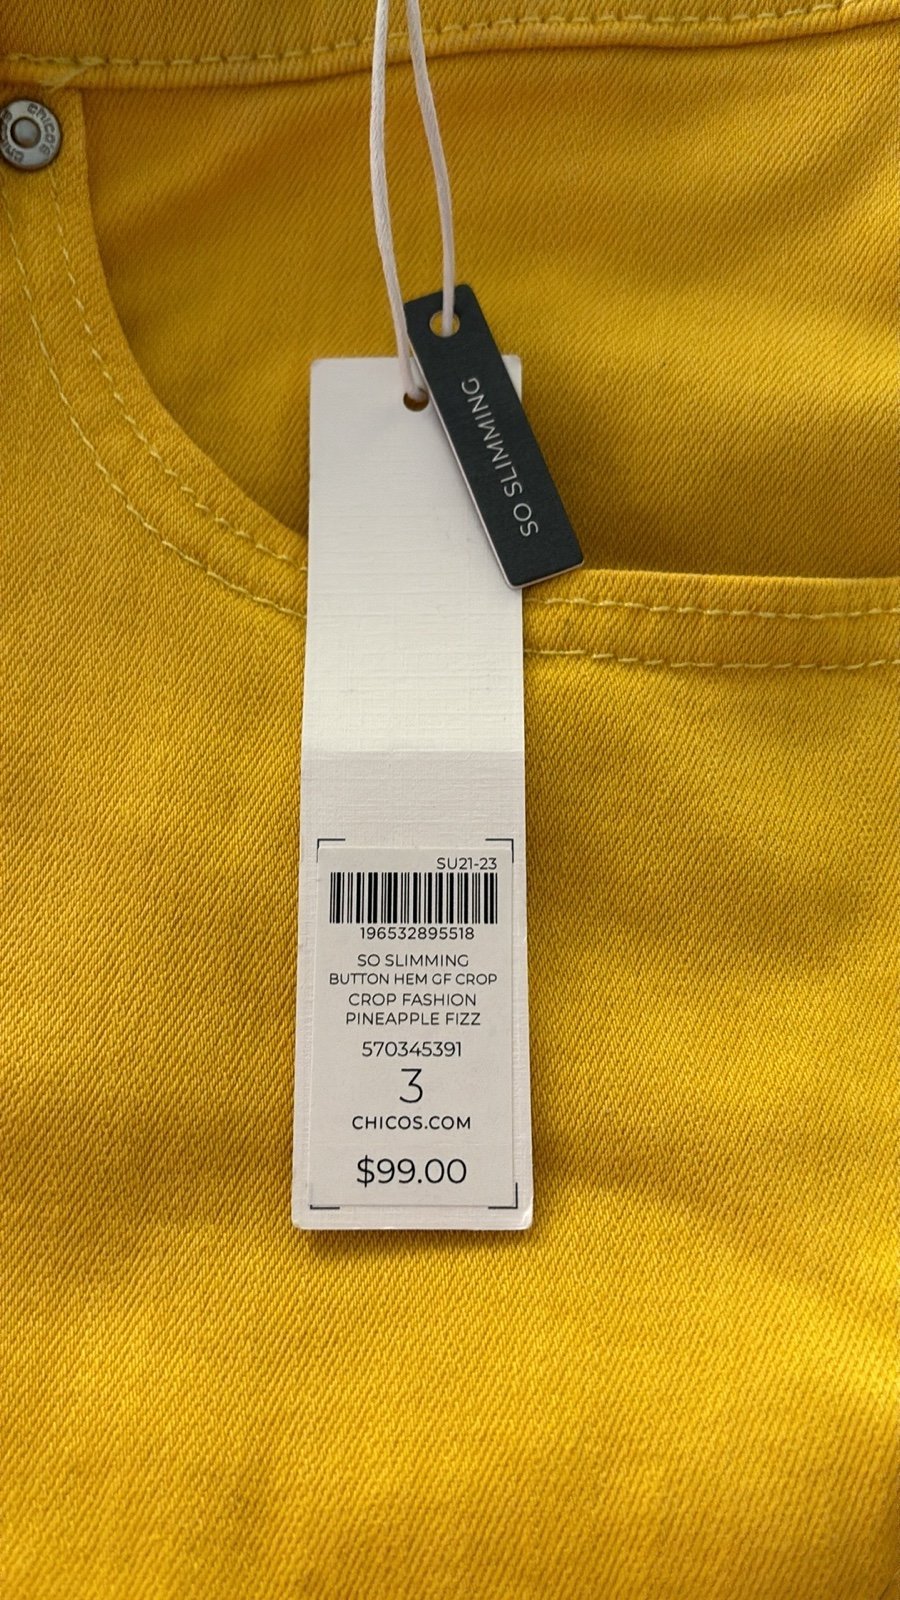 CHICO'S
SO SLIMMING
SU21-23
196532895518
SO SLIMMING
BUTTON HEM GF CROP
CROP FASHION
PINEAPPLE FIZZ
570345391
3
CHICOS.COM
$99.00